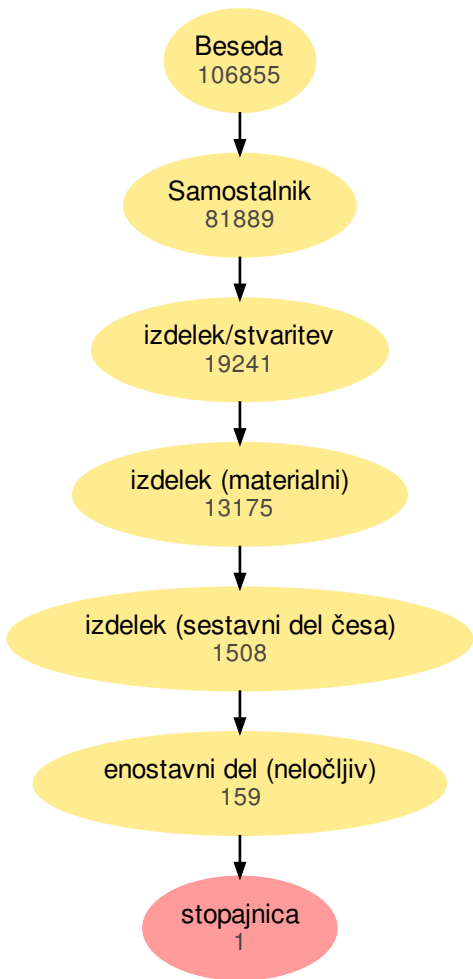 Beseda
106855
Samostalnik
81889
izdelek/stvaritev
19241
izdelek (materialni)
13175
izdelek (sestavni del česa)
1508
enostavni del (neločljiv)
159
stopajnica
1